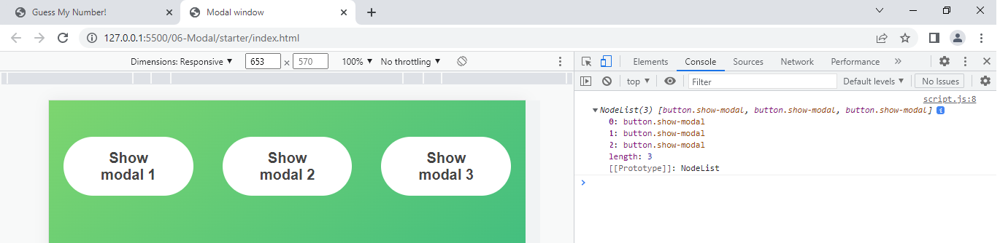 Guess My Number!
Modal window
127.0.0.1:5500/06-Modal/starter/index.html
Dimensions: Responsive 653 × 570 100% No throttling
Elements Console Sources Network Performance »
top Filter Default levels No Issues
script.js:8
NodeList(3) [button.show-modal, button.show-modal, button.show-modal] i
0: button.show-modal
1: button.show-modal
2: button.show-modal
length: 3
[[Prototype]]: NodeList
>
Show
modal 1
Show
modal 2
Show
modal 3